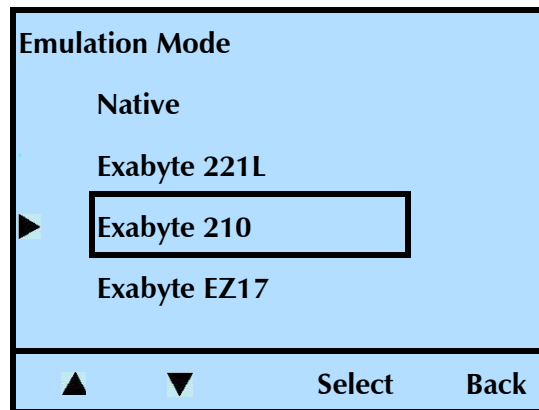 Emulation Mode
Native
Exabyte 221L
Exabyte 210
Exabyte EZ17
Select Back